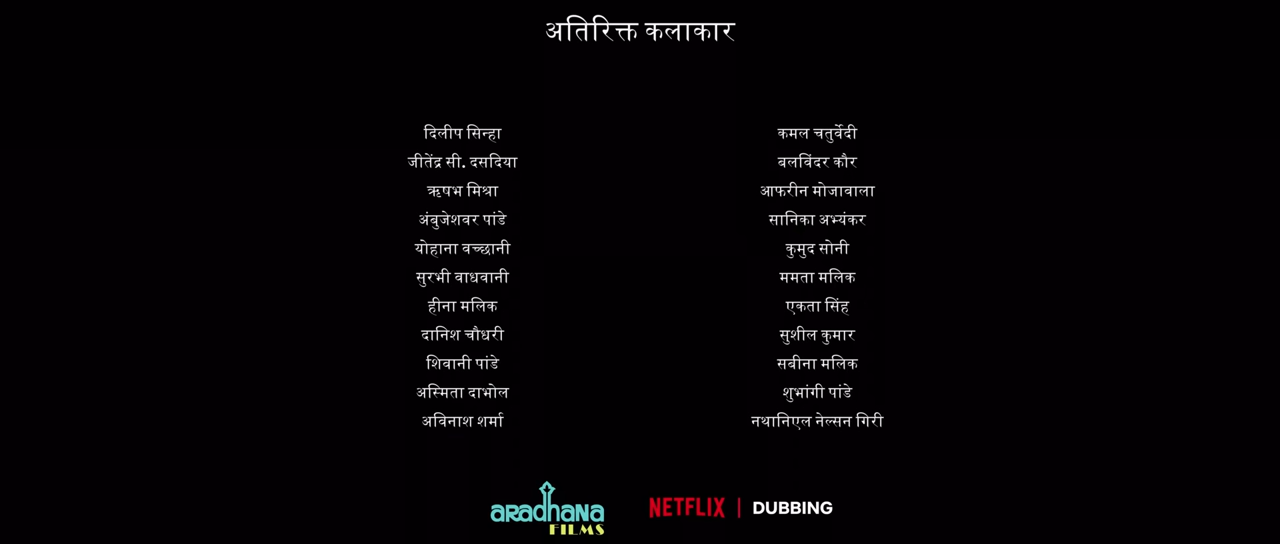 अतिरिक्त कलाकार
दिलीप सिन्हा
जीतेंद्र सी. दसदिया
ऋषभ मिश्रा
अंबुजेशवर पांडे
योहाना वच्छानी
सुरभी वाधवानी
हीना मलिक
दानिश चौधरी
शिवानी पांडे
अस्मिता दाभोल
अविनाश शर्मा
कमल चतुर्वेदी
बलविंदर कौर
आफरीन मोजावाला
सानिका अभ्यंकर
कुमुद सोनी
ममता मलिक
एकता सिंह
सुशील कुमार
सबीना मलिक
शुभांगी पांडे
नथानिएल नेल्सन गिरी
aradhana
FILMS
NETFLIX | DUBBING